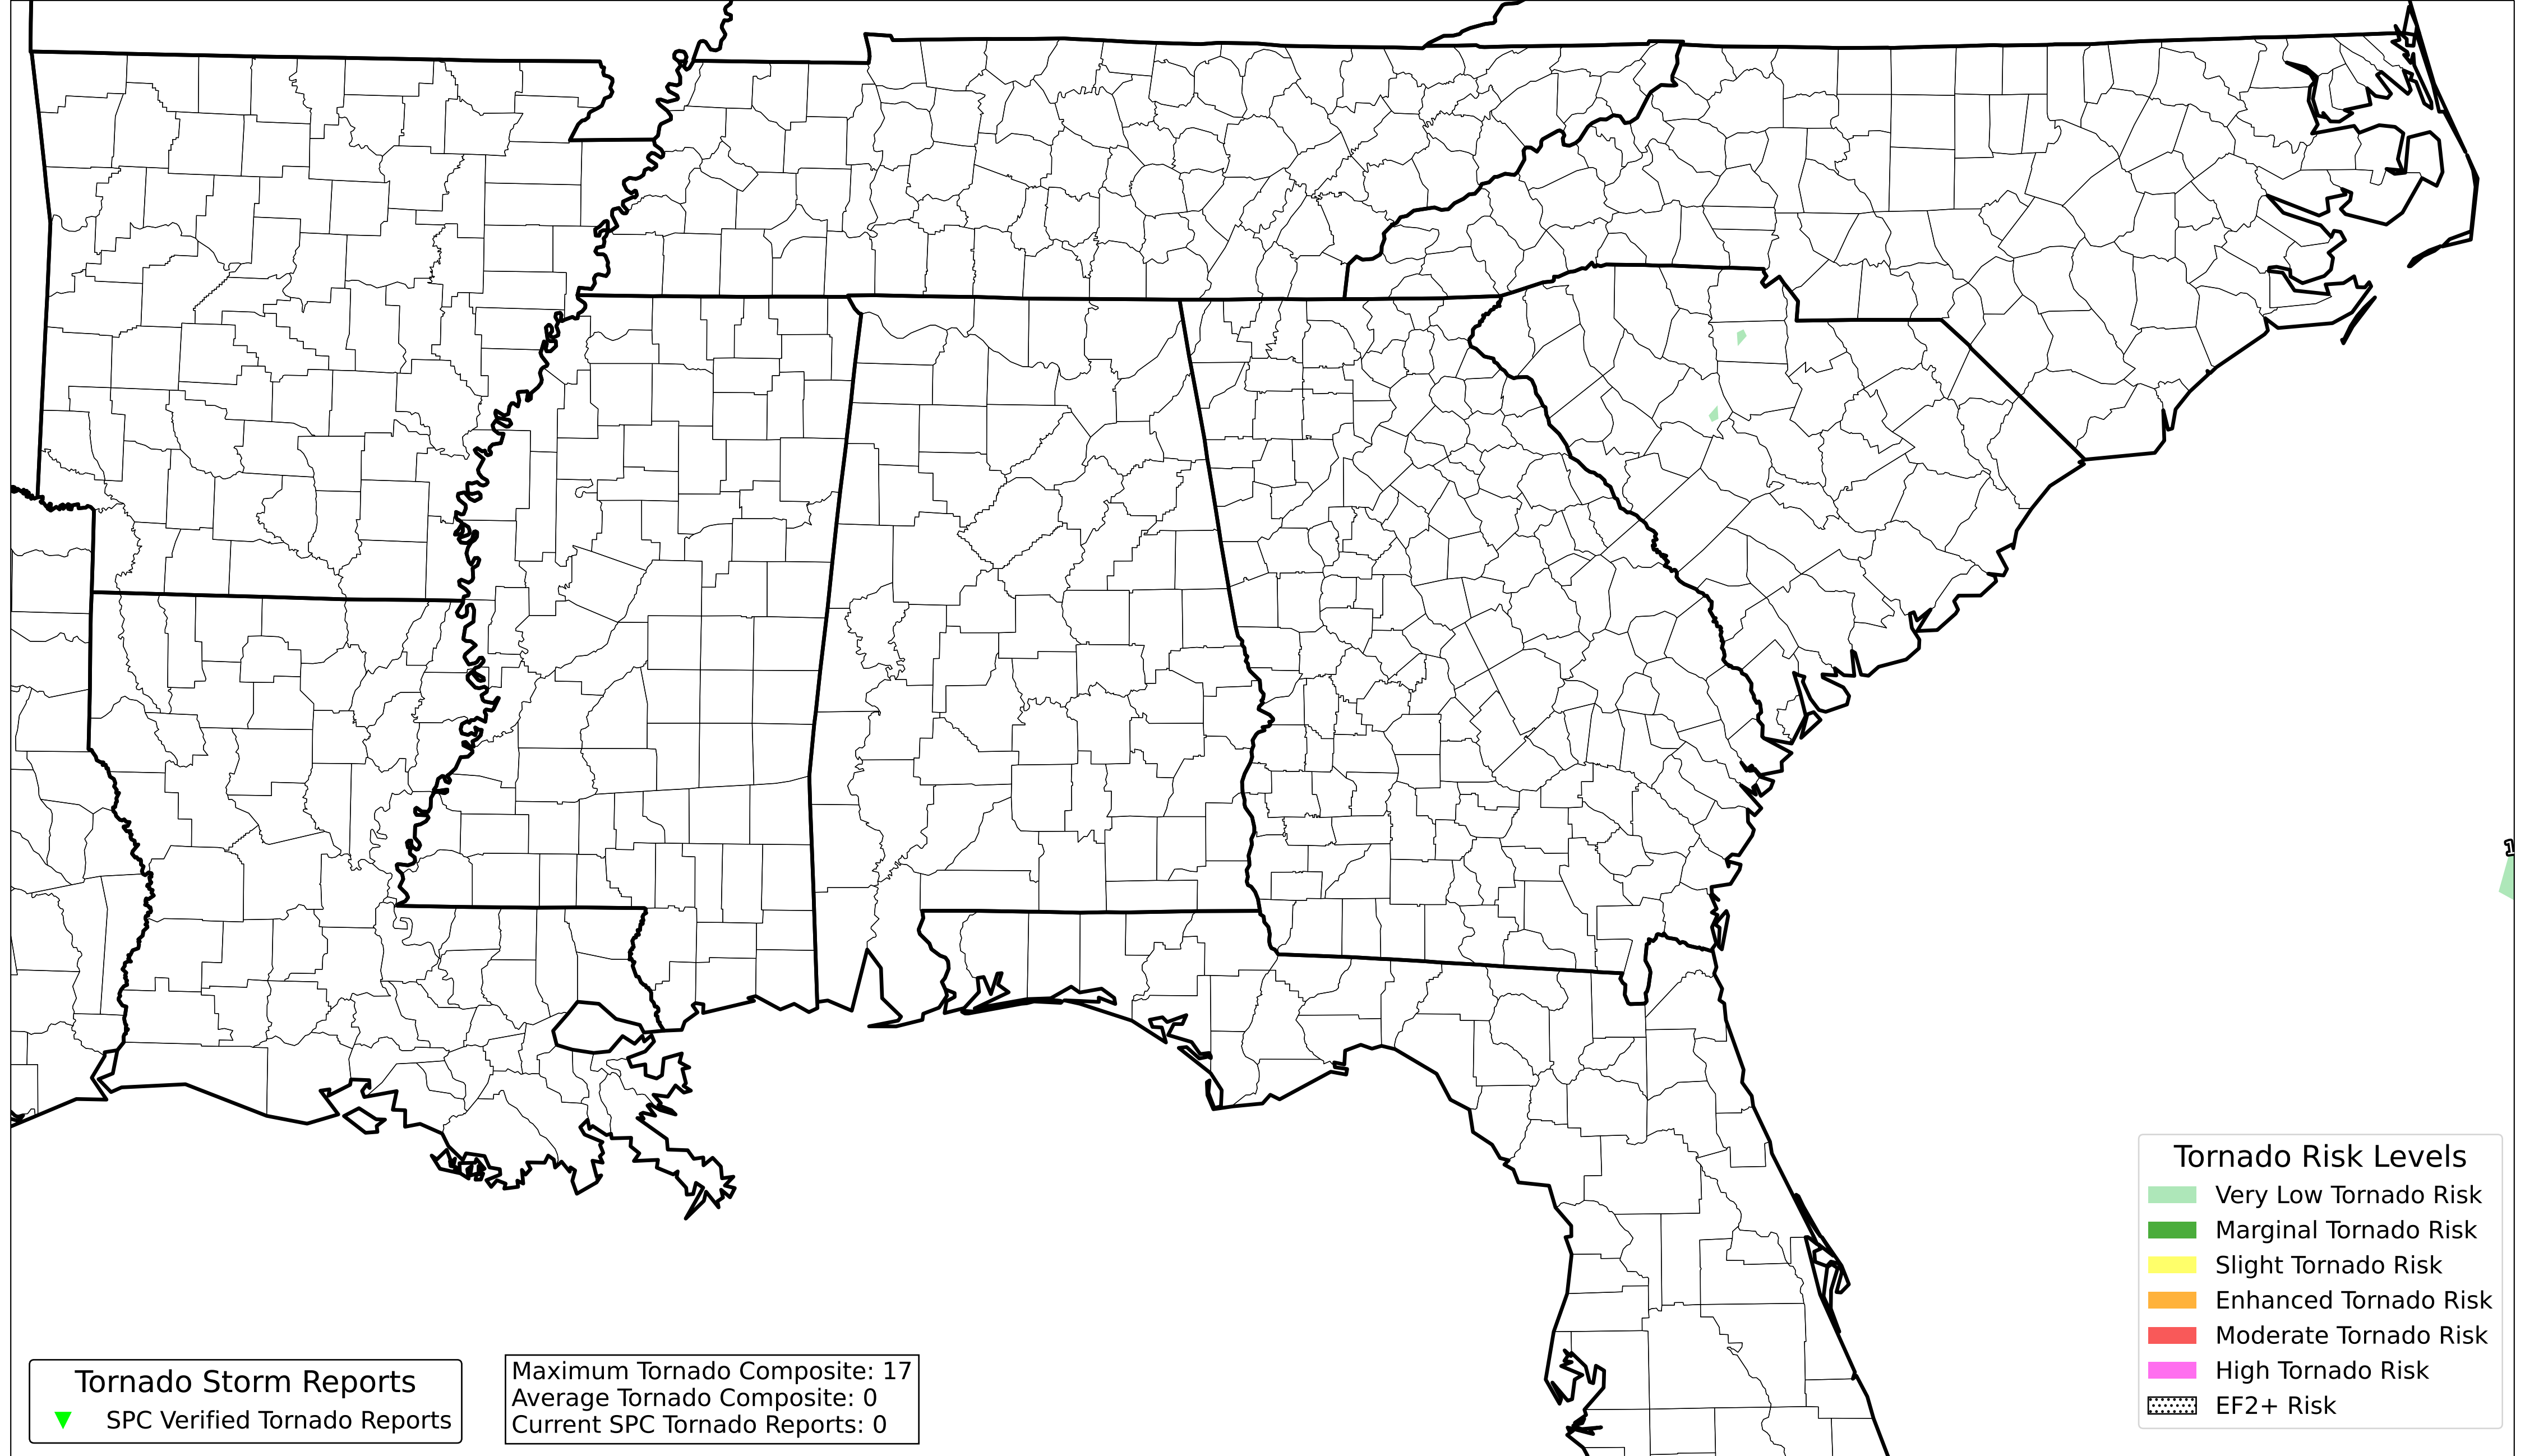 1
Tornado Risk Levels
Very Low Tornado Risk
Marginal Tornado Risk
Slight Tornado Risk
Enhanced Tornado Risk
Moderate Tornado Risk
High Tornado Risk
EF2+ Risk
Tornado Storm Reports
SPC Verified Tornado Reports
Maximum Tornado Composite: 17
Average Tornado Composite: 0
Current SPC Tornado Reports: 0